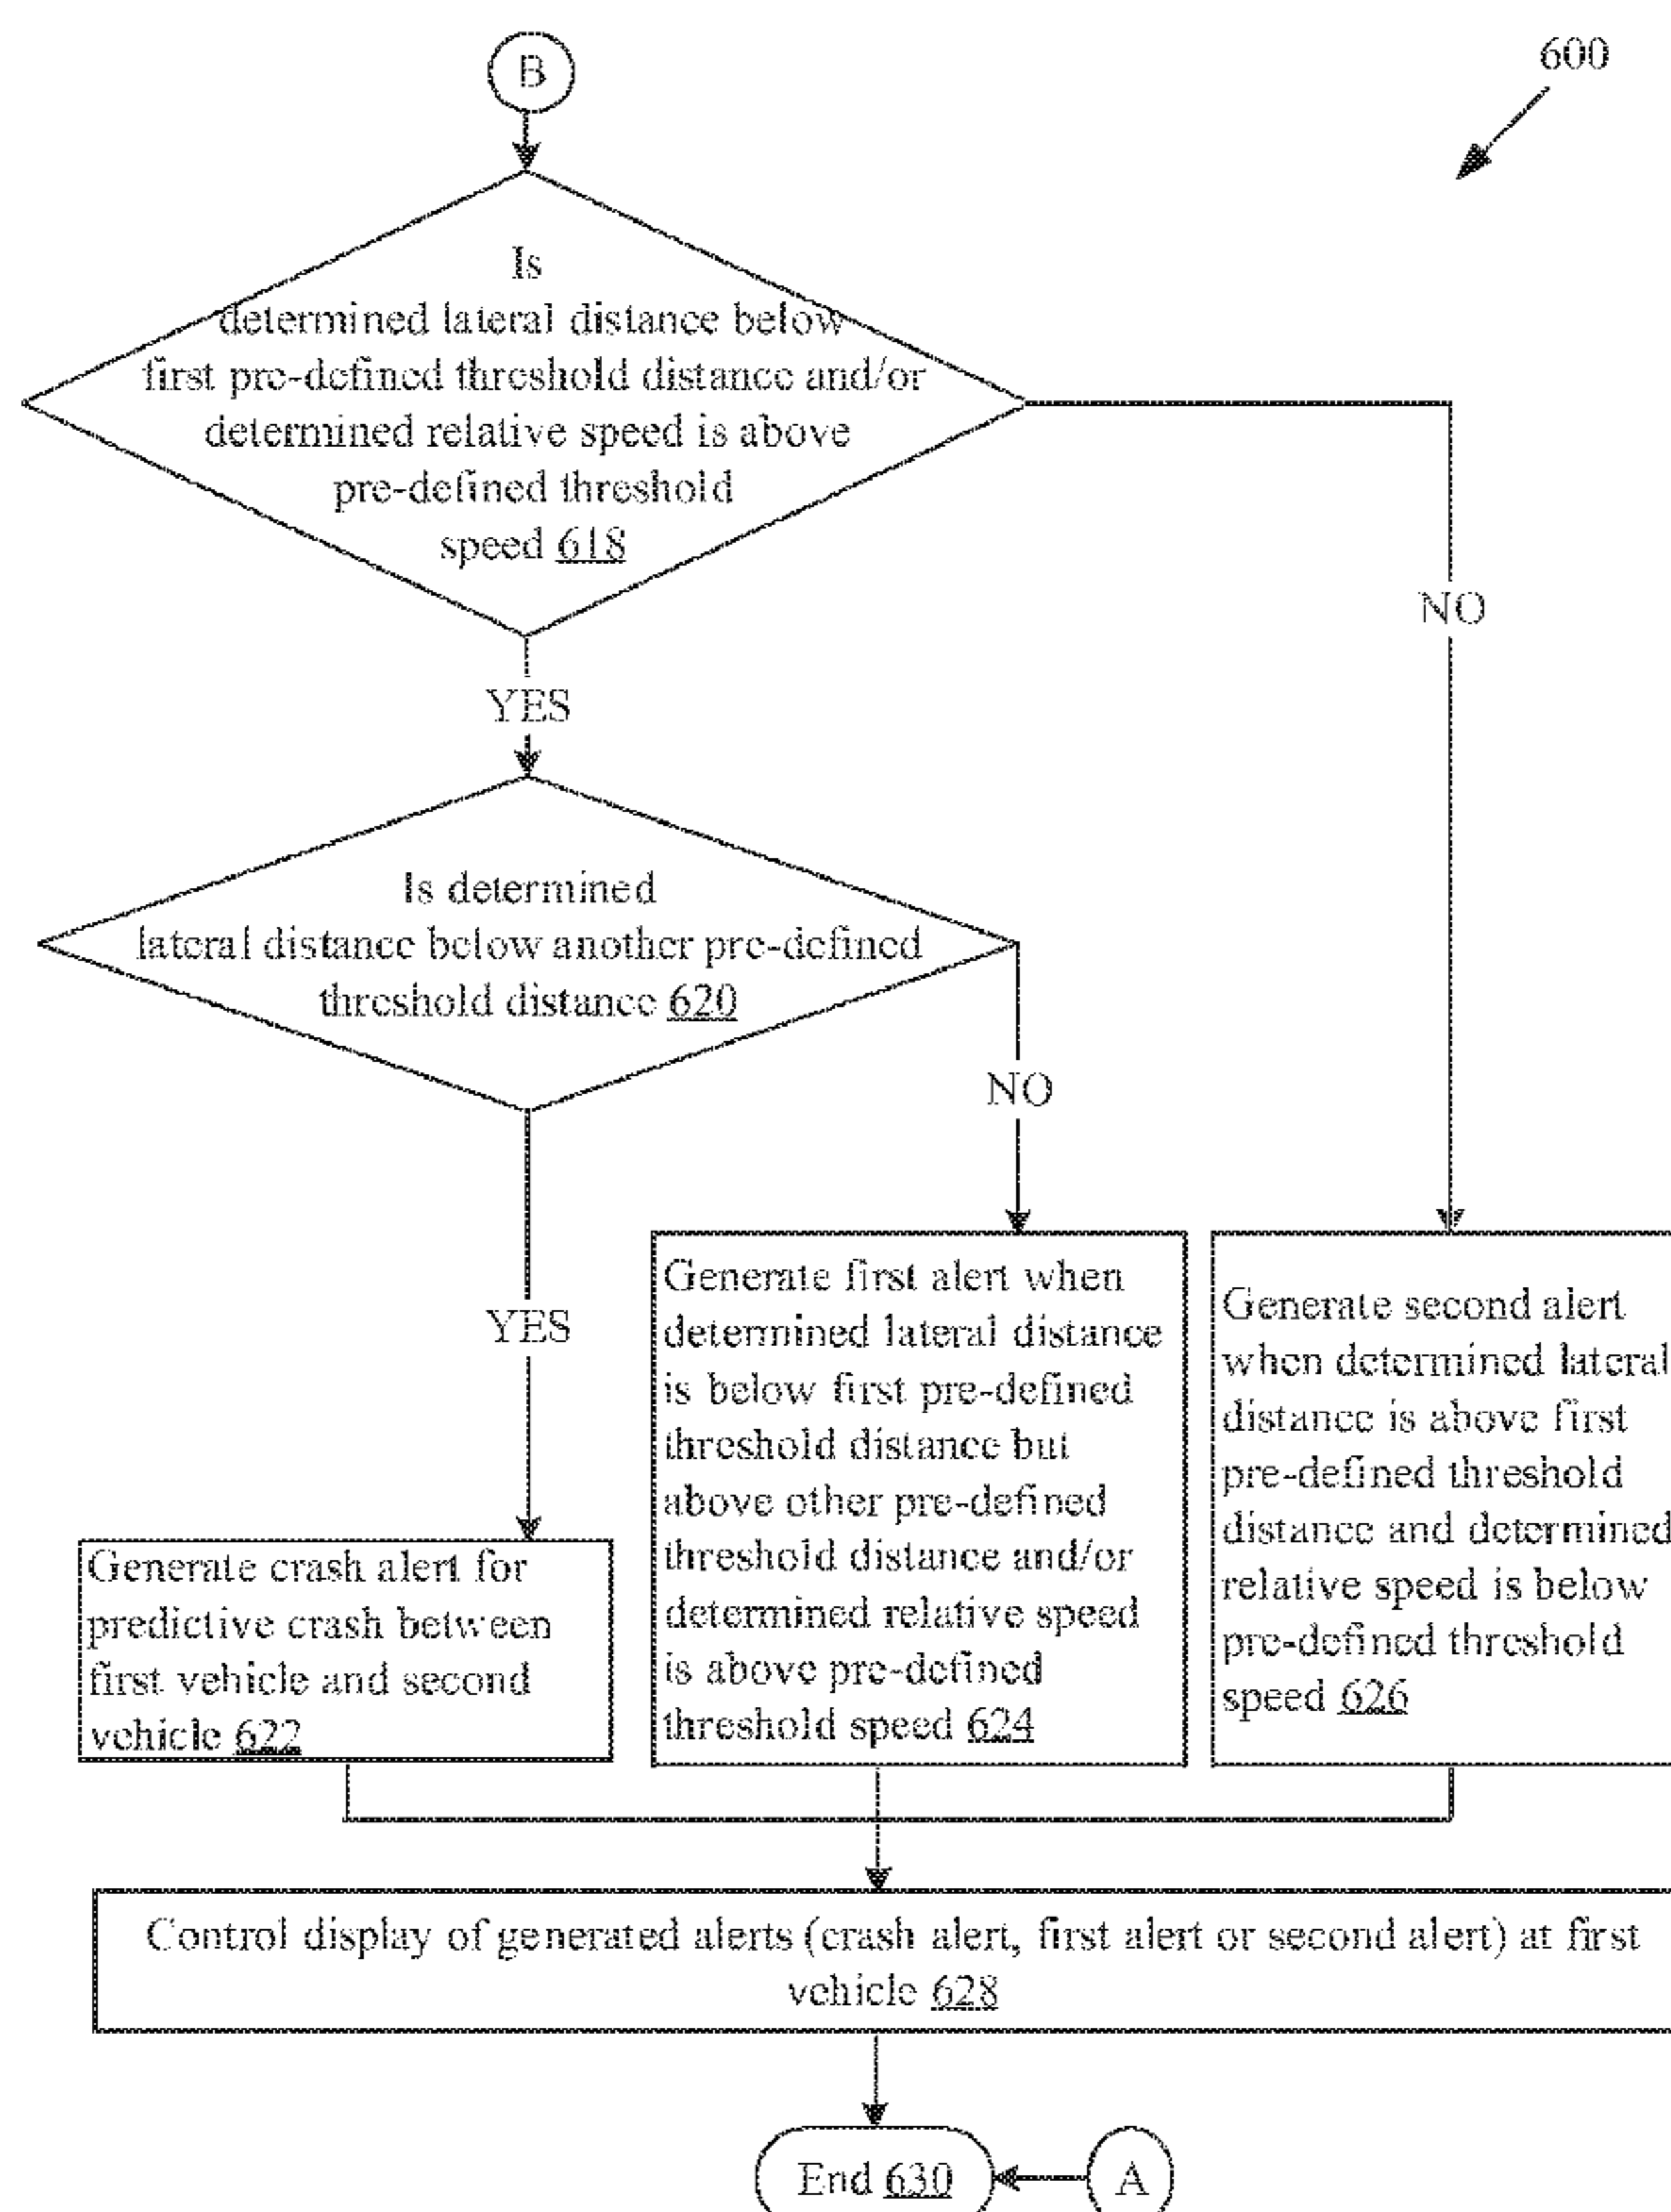 B
600
Is
determined lateral distance below
first pre-defined threshold distance and/or
determined relative speed is above
pre-defined threshold
speed 618
NO
YES
Is determined
lateral distance below another pre-defined
threshold distance 620
NO
YES
Generate first alert when
determined lateral distance
is below first pre-defined
threshold distance but
above other pre-defined
threshold distance and/or
determined relative speed
is above pre-defined
threshold speed 624
Generate second alert
when determined lateral
distance is above first
pre-defined threshold
distance and determined
relative speed is below
pre-defined threshold
speed 626
Generate crash alert for
predictive crash between
first vehicle and second
vehicle 622
Control display of generated alerts (crash alert, first alert or second alert) at first
vehicle 628
End 630
A